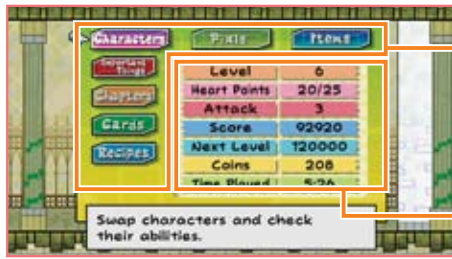 Characters Pixls Items
Important Things
Chapters
Cards
Recipes
Level 6
Heart Points 20/25
Attack 3
Score 92920
Next Level 120000
Coins 208
Time Played 5:26
Swap characters and check
their abilities.